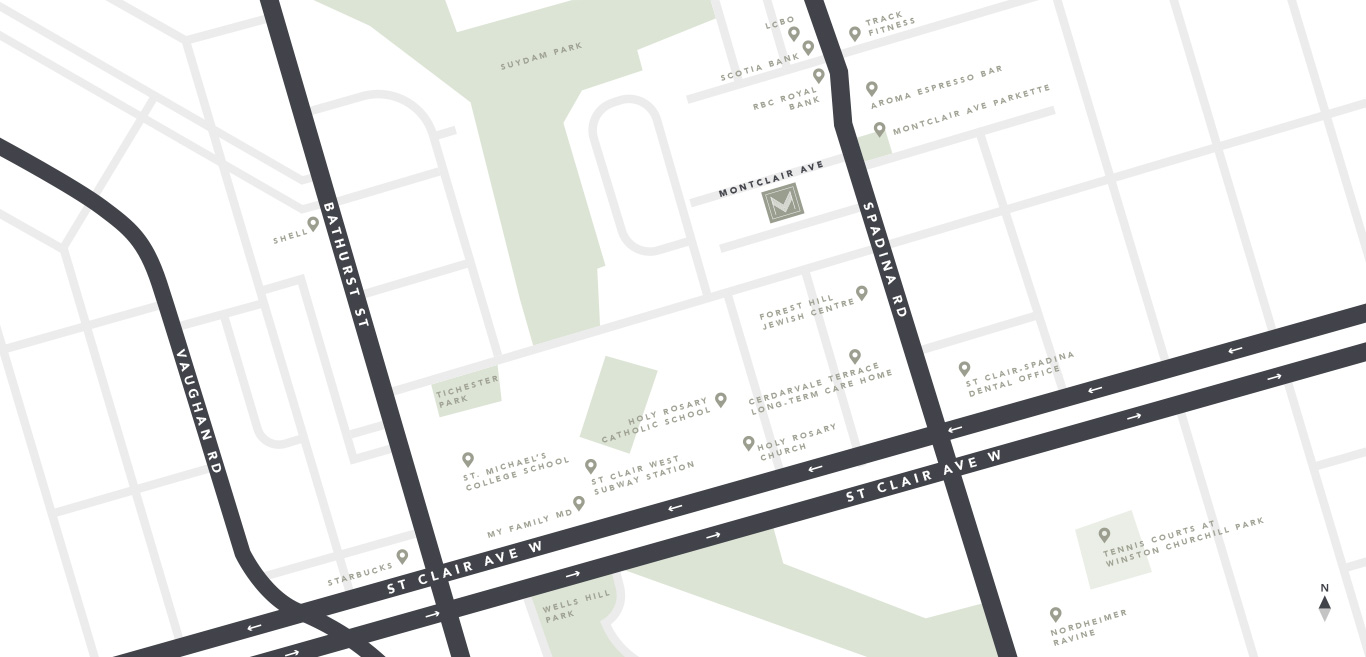 LCBO
TRACK
FITNESS
SUYDAM PARK
SCOTIA BANK
RBC ROYAL
BANK
AROMA ESPRESSO BAR
MONTCLAIR AVE PARKETTE
MONTCLAIR AVE
SHELL
BATHURST ST
SPADINA RD
FOREST HILL
JEWISH CENTRE
VAUGHAN RD
TICHESTER
PARK
CERDARVALE TERRACE
LONG-TERM CARE HOME
ST CLAIR-SPADINA
DENTAL OFFICE
HOLY ROSARY
CATHOLIC SCHOOL
HOLY ROSARY
CHURCH
ST. MICHAEL'S
COLLEGE SCHOOL
ST CLAIR WEST
SUBWAY STATION
ST CLAIR AVE W
MY FAMILY MD
ST CLAIR AVE W
STARBUCKS
TENNIS COURTS AT
WINSTON CHURCHILL PARK
WELLS HILL
PARK
NORDHEIMER
RAVINE
N